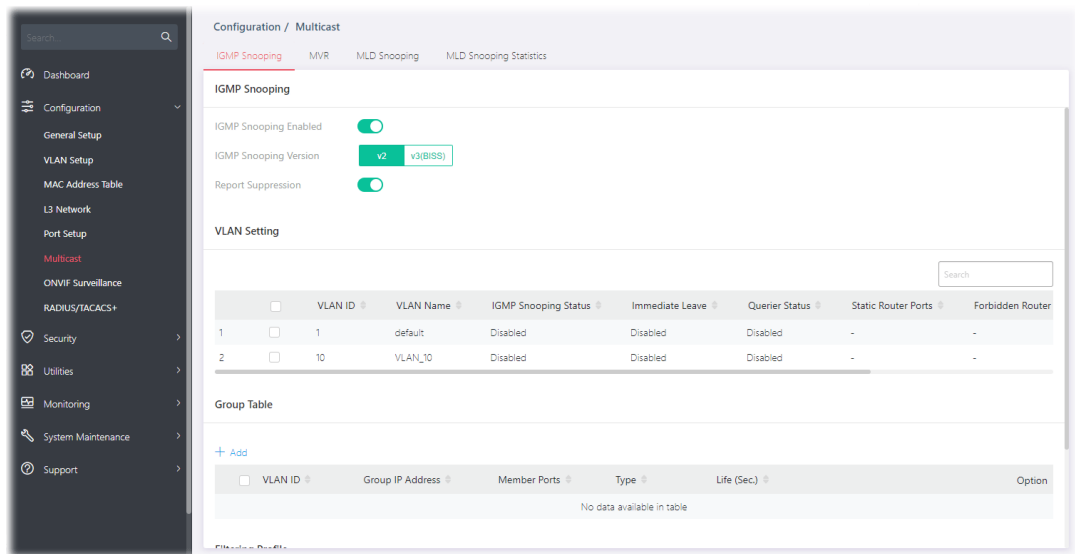 Search...
Dashboard
Configuration
General Setup
VLAN Setup
MAC Address Table
L3 Network
Port Setup
Multicast
ONVIF Surveillance
RADIUS/TACACS+
Security
Utilities
Monitoring
System Maintenance
Support
Configuration / Multicast
IGMP Snooping MVR MLD Snooping MLD Snooping Statistics
IGMP Snooping
IGMP Snooping Enabled
IGMP Snooping Version v2 v3(BISS)
Report Suppression
VLAN Setting
Search
VLAN ID VLAN Name IGMP Snooping Status Immediate Leave Querier Status Static Router Ports Forbidden Router
1 1 default Disabled Disabled Disabled - -
2 10 VLAN_10 Disabled Disabled Disabled - -
Group Table
+ Add
VLAN ID Group IP Address Member Ports Type Life (Sec.) Option
No data available in table
Filtering Profile